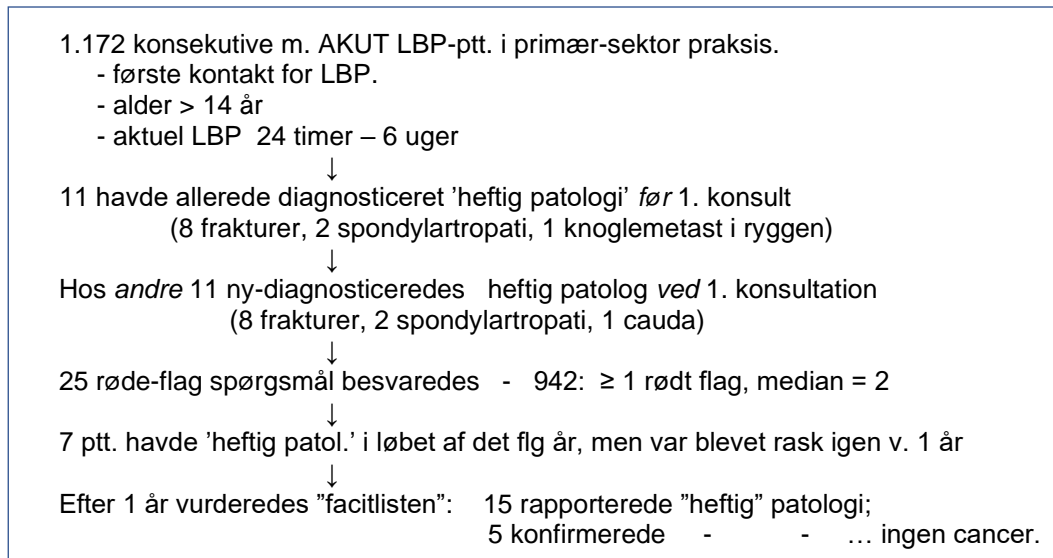 1.172 konsekutive m. AKUT LBP-ptt. i primær-sektor praksis.
- første kontakt for LBP.
- alder > 14 år
- aktuel LBP 24 timer – 6 uger
↓
11 havde allerede diagnosticeret 'heftig patologi' før 1. konsult
(8 frakturer, 2 spondylartropati, 1 knoglemetast i ryggen)
↓
Hos andre 11 ny-diagnosticeredes heftig patolog ved 1. konsultation
(8 frakturer, 2 spondylartropati, 1 cauda)
↓
25 røde-flag spørgsmål besvaredes - 942: ≥ 1 rødt flag, median = 2
↓
7 ptt. havde 'heftig patol.' i løbet af det flg år, men var blevet rask igen v. 1 år
↓
Efter 1 år vurderedes "facitlisten": 15 rapporterede "heftig" patologi;
5 konfirmerede - - … ingen cancer.